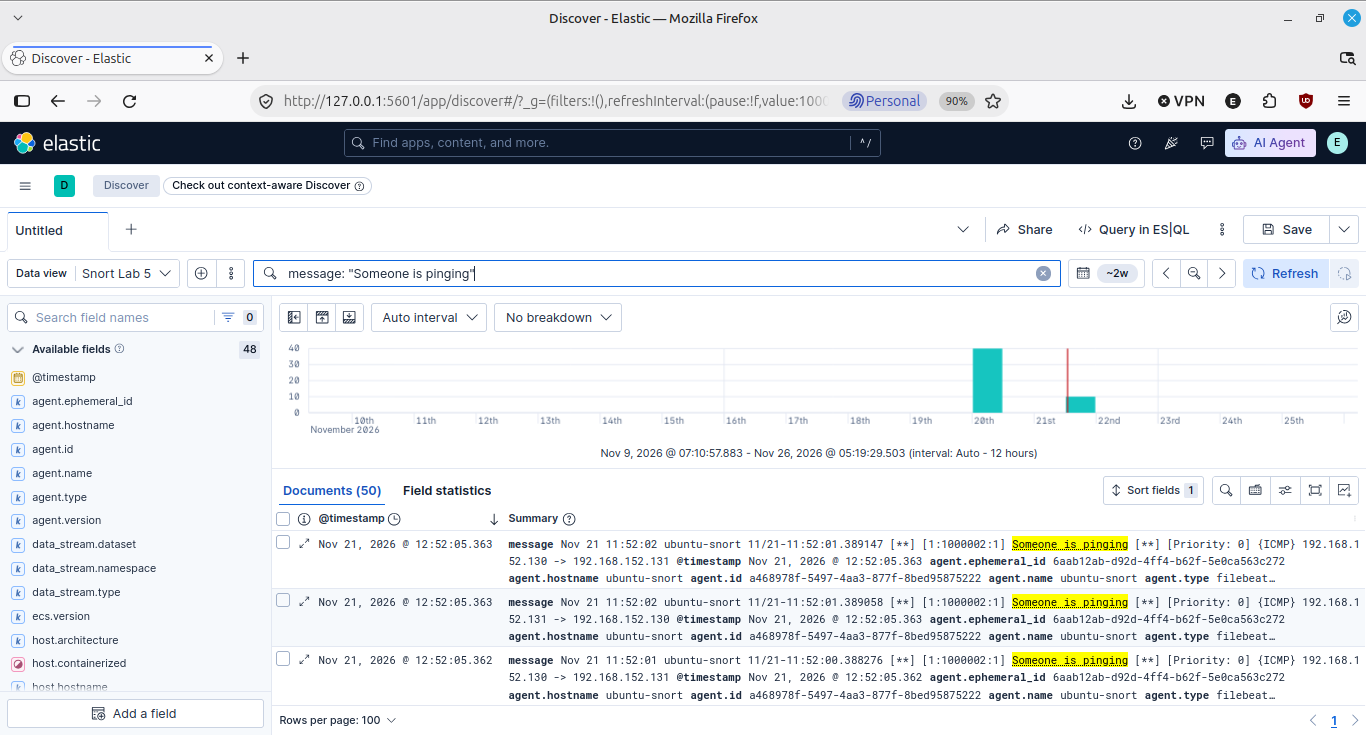 Discover - Elastic — Mozilla Firefox
Discover - Elastic
http://127.0.0.1:5601/app/discover#/?_g=(filters:!(),refreshInterval:(pause:!f,value:1000 Personal 90% VPN E
elastic Find apps, content, and more. ^/ AI Agent E
D Discover Check out context-aware Discover
Untitled Share Query in ES|QL Save
Data view Snort Lab 5 message: "Someone is pinging" ~2w Refresh
Search field names 0 Auto interval No breakdown
Available fields 48
@timestamp
agent.ephemeral_id
agent.hostname
agent.id
agent.name
agent.type
agent.version
data_stream.dataset
data_stream.namespace
data_stream.type
ecs.version
host.architecture
host.containerized
host.hostname
Add a field
40
30
20
10
0
10th 11th 12th 13th 14th 15th 16th 17th 18th 19th 20th 21st 22nd 23rd 24th 25th
November 2026
Nov 9, 2026 @ 07:10:57.883 - Nov 26, 2026 @ 05:19:29.503 (interval: Auto - 12 hours)
Documents (50) Field statistics Sort fields 1
@timestamp Summary
Nov 21, 2026 @ 12:52:05.363 message Nov 21 11:52:02 ubuntu-snort 11/21-11:52:01.389147 [**] [1:1000002:1] Someone is pinging [**] [Priority: 0] {ICMP} 192.168.1
52.130 -> 192.168.152.131 @timestamp Nov 21, 2026 @ 12:52:05.363 agent.ephemeral_id 6aab12ab-d92d-4ff4-b62f-5e0ca563c272
agent.hostname ubuntu-snort agent.id a468978f-5497-4aa3-877f-8bed95875222 agent.name ubuntu-snort agent.type filebeat…
Nov 21, 2026 @ 12:52:05.363 message Nov 21 11:52:02 ubuntu-snort 11/21-11:52:01.389058 [**] [1:1000002:1] Someone is pinging [**] [Priority: 0] {ICMP} 192.168.1
52.131 -> 192.168.152.130 @timestamp Nov 21, 2026 @ 12:52:05.363 agent.ephemeral_id 6aab12ab-d92d-4ff4-b62f-5e0ca563c272
agent.hostname ubuntu-snort agent.id a468978f-5497-4aa3-877f-8bed95875222 agent.name ubuntu-snort agent.type filebeat…
Nov 21, 2026 @ 12:52:05.362 message Nov 21 11:52:01 ubuntu-snort 11/21-11:52:00.388276 [**] [1:1000002:1] Someone is pinging [**] [Priority: 0] {ICMP} 192.168.1
52.130 -> 192.168.152.131 @timestamp Nov 21, 2026 @ 12:52:05.362 agent.ephemeral_id 6aab12ab-d92d-4ff4-b62f-5e0ca563c272
agent.hostname ubuntu-snort agent.id a468978f-5497-4aa3-877f-8bed95875222 agent.name ubuntu-snort agent.type filebeat…
Rows per page: 100 1